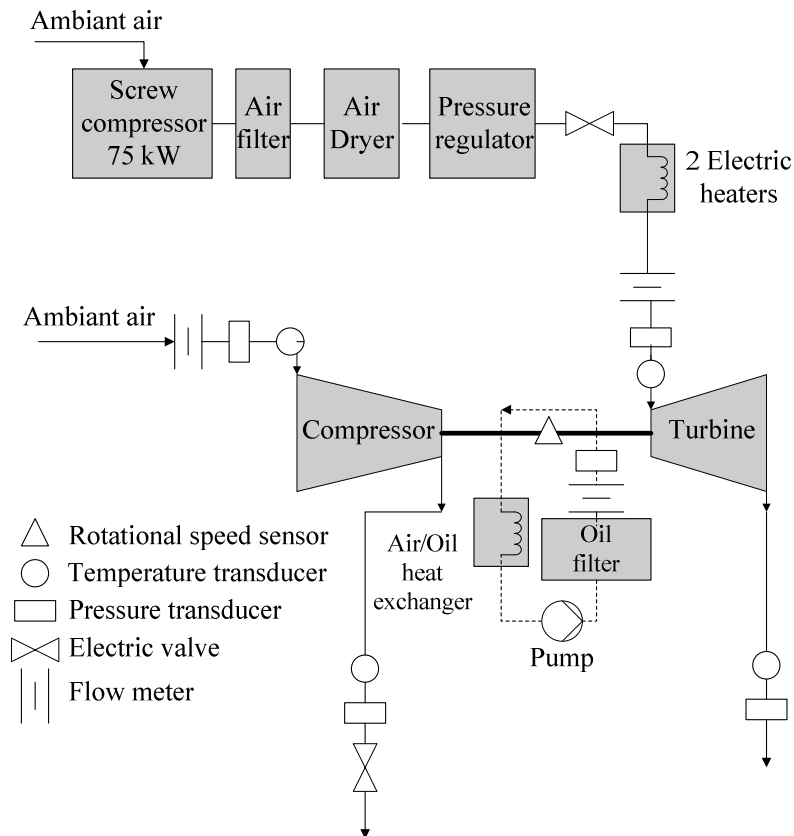 Ambiant air
Screw
compressor
75 kW
Air
filter
Air
Dryer
Pressure
regulator
2 Electric
heaters
Ambiant air
Compressor
Turbine
Rotational speed sensor
Temperature transducer
Pressure transducer
Electric valve
Flow meter
Air/Oil
heat
exchanger
Oil
filter
Pump